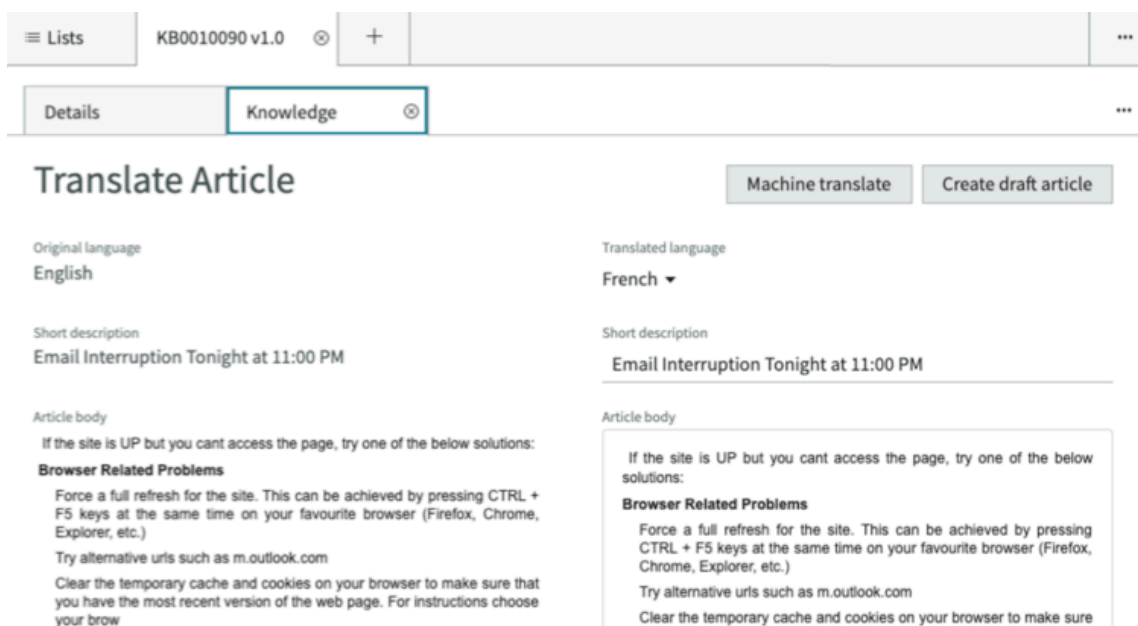 Lists
KB0010090 v1.0
Details
Knowledge
Translate Article
Machine translate
Create draft article
Original language
English
Translated language
French
Short description
Email Interruption Tonight at 11:00 PM
Short description
Email Interruption Tonight at 11:00 PM
Article body
If the site is UP but you cant access the page, try one of the below solutions:
Browser Related Problems
Force a full refresh for the site. This can be achieved by pressing CTRL +
F5 keys at the same time on your favourite browser (Firefox, Chrome,
Explorer, etc.)
Try alternative urls such as m.outlook.com
Clear the temporary cache and cookies on your browser to make sure that
you have the most recent version of the web page. For instructions choose
your brow
Article body
If the site is UP but you cant access the page, try one of the below
solutions:
Browser Related Problems
Force a full refresh for the site. This can be achieved by pressing
CTRL + F5 keys at the same time on your favourite browser (Firefox,
Chrome, Explorer, etc.)
Try alternative urls such as m.outlook.com
Clear the temporary cache and cookies on your browser to make sure